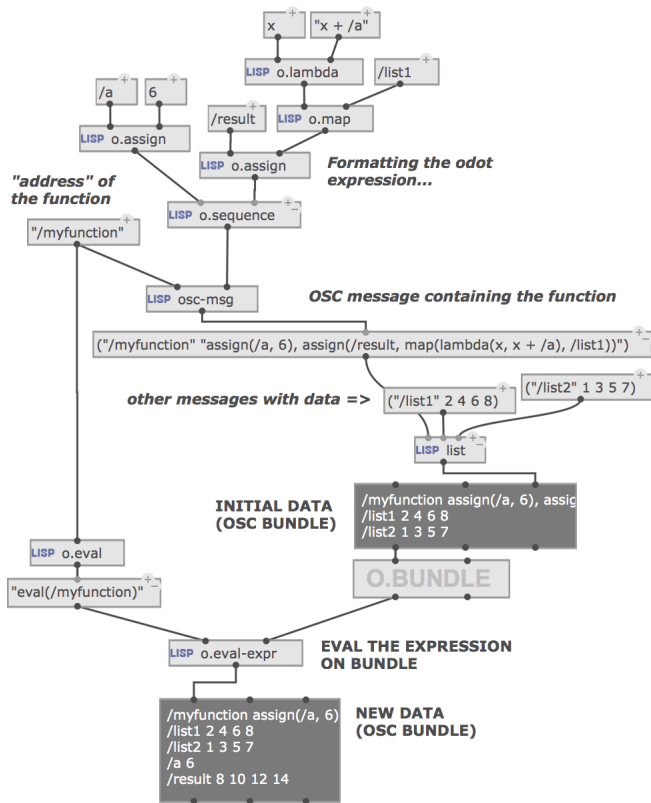 x
"x + /a"
LISP o.lambda
/list1
/a
6
/result
LISP o.map
LISP o.assign
LISP o.assign
Formatting the odot
expression...
"address" of
the function
LISP o.sequence
"/myfunction"
LISP osc-msg
OSC message containing the function
("/myfunction" "assign(/a, 6), assign(/result, map(lambda(x, x + /a), /list1))")
other messages with data =>
("/list1" 2 4 6 8)
("/list2" 1 3 5 7)
LISP list
INITIAL DATA
(OSC BUNDLE)
/myfunction assign(/a, 6), assig
/list1 2 4 6 8
/list2 1 3 5 7
LISP o.eval
O.BUNDLE
"eval(/myfunction)"
LISP o.eval-expr
EVAL THE EXPRESSION
ON BUNDLE
/myfunction assign(/a, 6)
/list1 2 4 6 8
/list2 1 3 5 7
/a 6
/result 8 10 12 14
NEW DATA
(OSC BUNDLE)